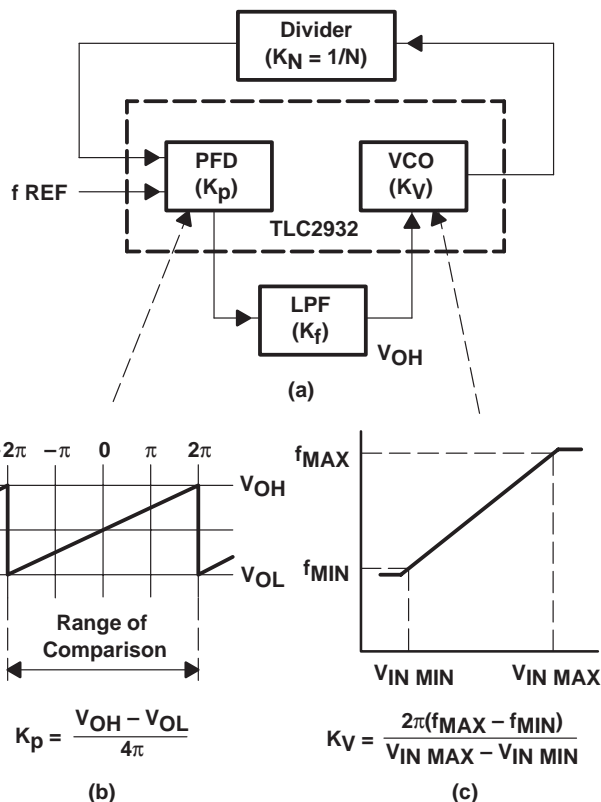 Divider
(KN = 1/N)
PFD
(Kp)
VCO
(KV)
f REF
TLC2932
LPF
(Kf)
VOH
(a)
-2π −π 0 π 2π
VOH
VOL
Range of
Comparison
Kp = VOH − VOL
4π
(b)
fMAX
fMIN
VIN MIN VIN MAX
KV = 2π(fMAX − fMIN)
VIN MAX − VIN MIN
(c)